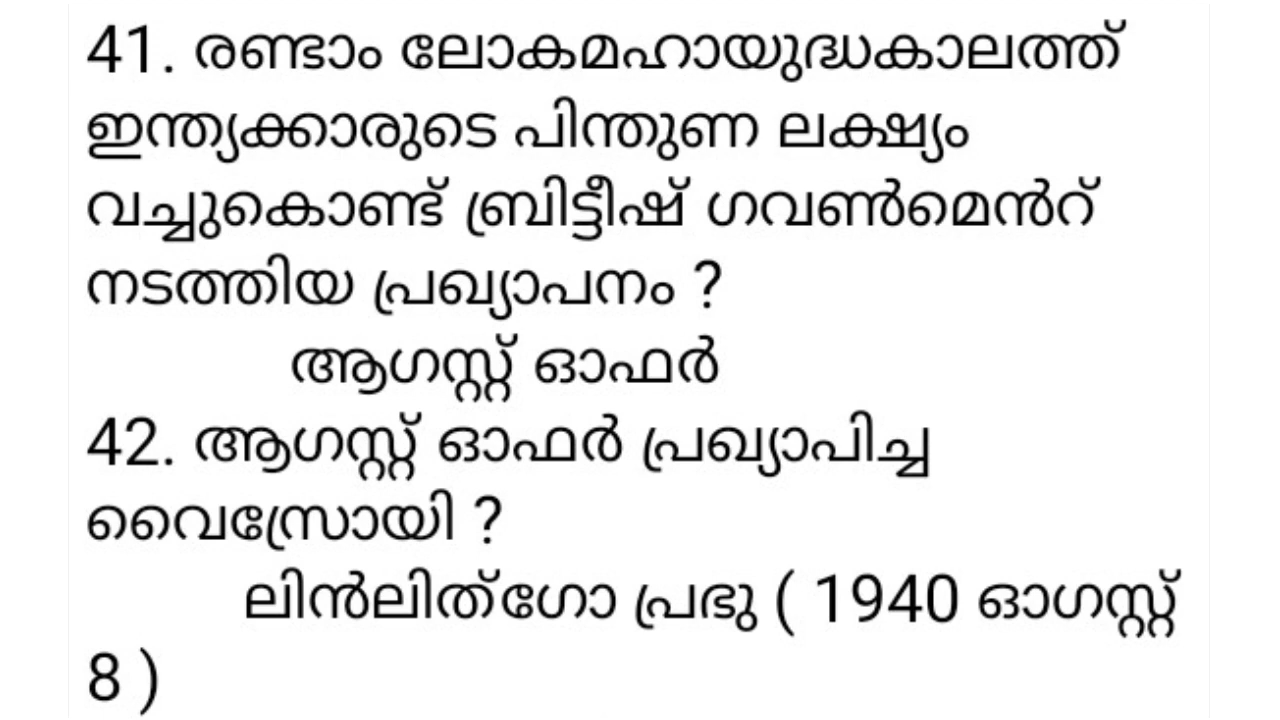 41. രണ്ടാം ലോകമഹായുദ്ധകാലത്ത്
ഇന്ത്യക്കാരുടെ പിന്തുണ ലക്ഷ്യം
വച്ചുകൊണ്ട് ബ്രിട്ടീഷ് ഗവൺമെൻറ്
നടത്തിയ പ്രഖ്യാപനം ?
ആഗസ്റ്റ് ഓഫർ
42. ആഗസ്റ്റ് ഓഫർ പ്രഖ്യാപിച്ച
വൈസ്രോയി ?
ലിൻലിത്ഗോ പ്രഭു ( 1940 ഓഗസ്റ്റ്
8 )